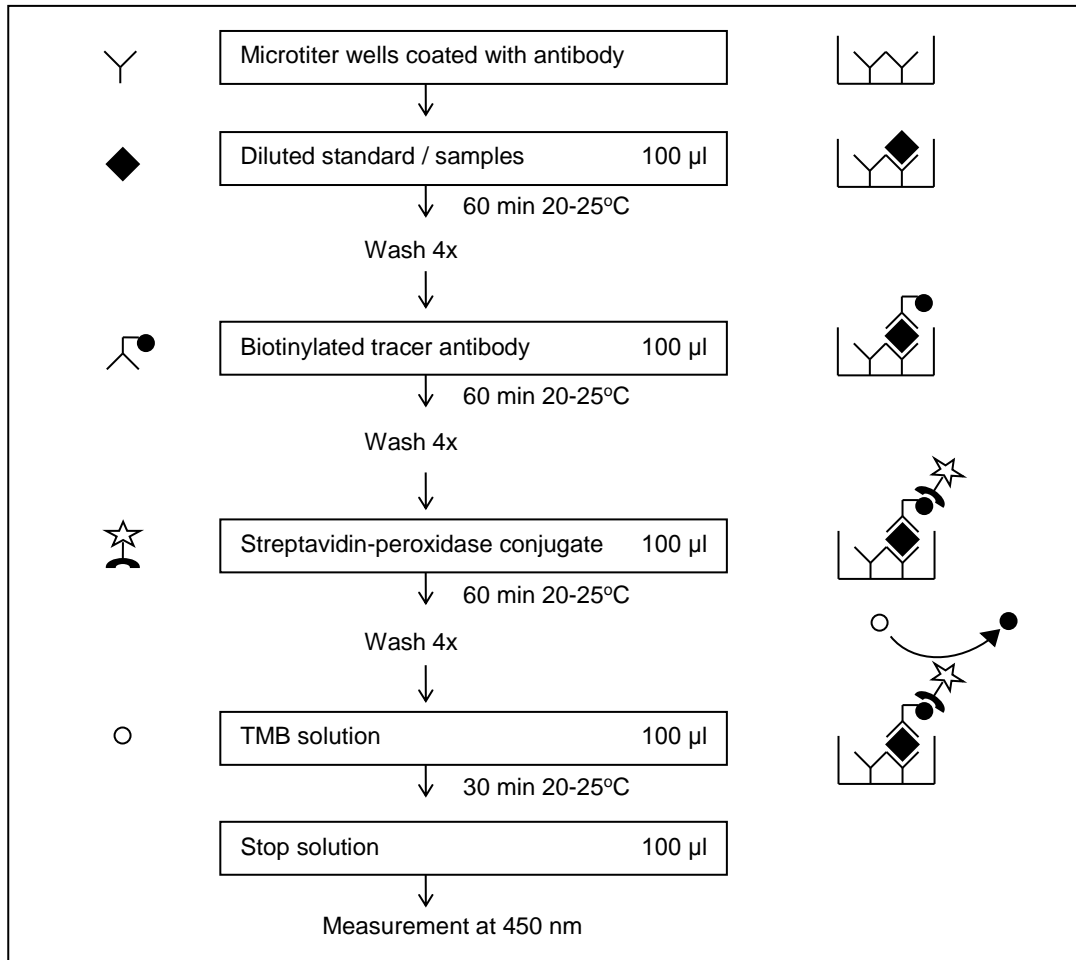 Microtiter wells coated with antibody
Diluted standard / samples 100 µl
60 min 20-25ºC
Wash 4x
Biotinylated tracer antibody 100 µl
60 min 20-25ºC
Wash 4x
Streptavidin-peroxidase conjugate 100 µl
60 min 20-25ºC
Wash 4x
TMB solution 100 µl
30 min 20-25ºC
Stop solution 100 µl
Measurement at 450 nm